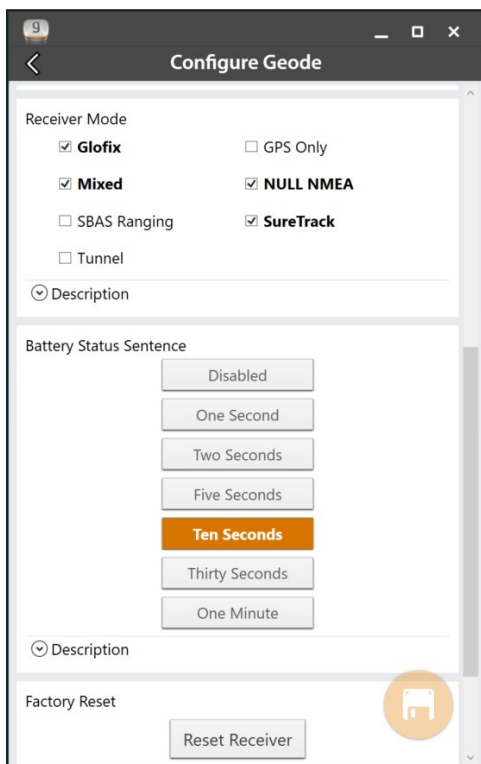 g
Configure Geode
Receiver Mode
Glofix
GPS Only
Mixed
NULL NMEA
SBAS Ranging
SureTrack
Tunnel
Description
Battery Status Sentence
Disabled
One Second
Two Seconds
Five Seconds
Ten Seconds
Thirty Seconds
One Minute
Description
Factory Reset
Reset Receiver